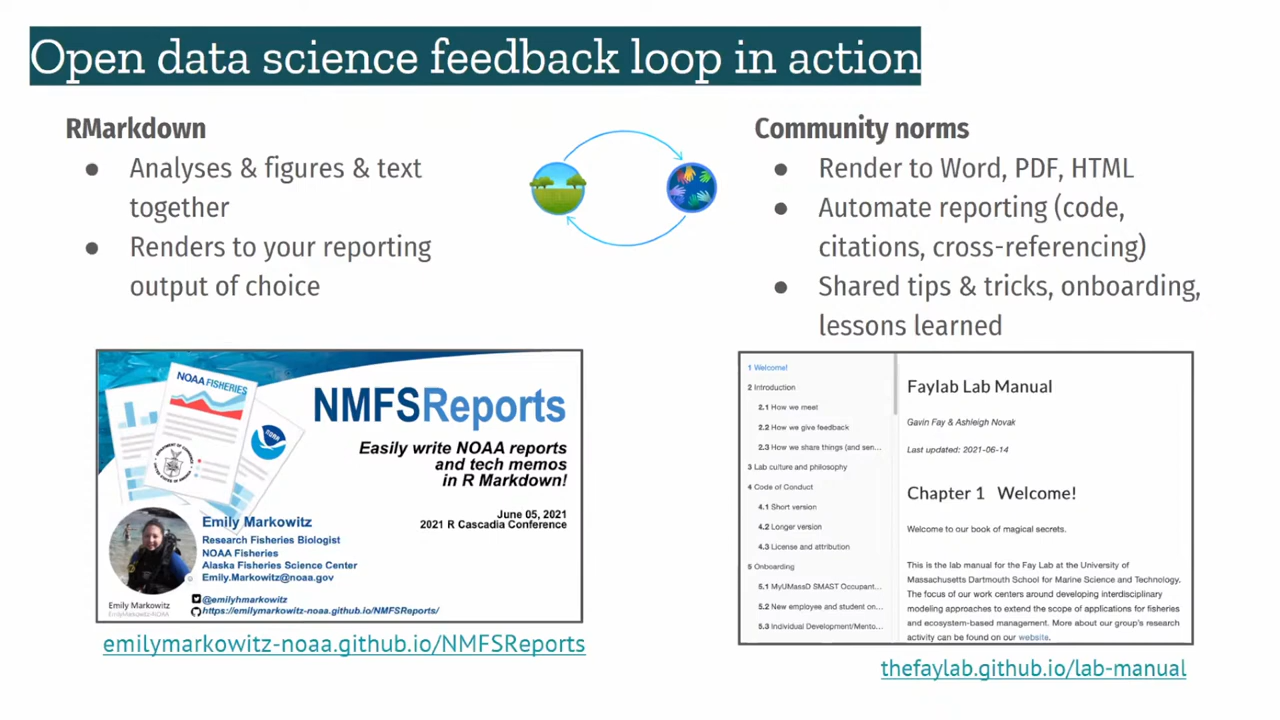 Open data science feedback loop in action
RMarkdown
● Analyses & figures & text
together
● Renders to your reporting
output of choice
Community norms
● Render to Word, PDF, HTML
● Automate reporting (code,
citations, cross-referencing)
● Shared tips & tricks, onboarding,
lessons learned
NOAA FISHERIES
NMFSReports
Easily write NOAA reports
and tech memos
in R Markdown!
June 05, 2021
2021 R Cascadia Conference
Emily Markowitz
Research Fisheries Biologist
NOAA Fisheries
Alaska Fisheries Science Center
Emily.Markowitz@noaa.gov
@emilyhmarkowitz
https://emilymarkowitz-noaa.github.io/NMFSReports/
Emily Markowitz
EmilyMarkowitz-NOAA
emilymarkowitz-noaa.github.io/NMFSReports
1 Welcome!
2 Introduction
2.1 How we meet
2.2 How we give feedback
2.3 How we share things (and sen...
3 Lab culture and philosophy
4 Code of Conduct
4.1 Short version
4.2 Longer version
4.3 License and attribution
5 Onboarding
5.1 MyUMassD SMAST Occupant...
5.2 New employee and student on...
5.3 Individual Development/Mento...
Faylab Lab Manual
Gavin Fay & Ashleigh Novak
Last updated: 2021-06-14
Chapter 1 Welcome!
Welcome to our book of magical secrets.
This is the lab manual for the Fay Lab at the University of
Massachusetts Dartmouth School for Marine Science and Technology.
The focus of our work centers around developing interdisciplinary
modeling approaches to extend the scope of applications for fisheries
and ecosystem-based management. More about our group's research
activity can be found on our website.
thefaylab.github.io/lab-manual